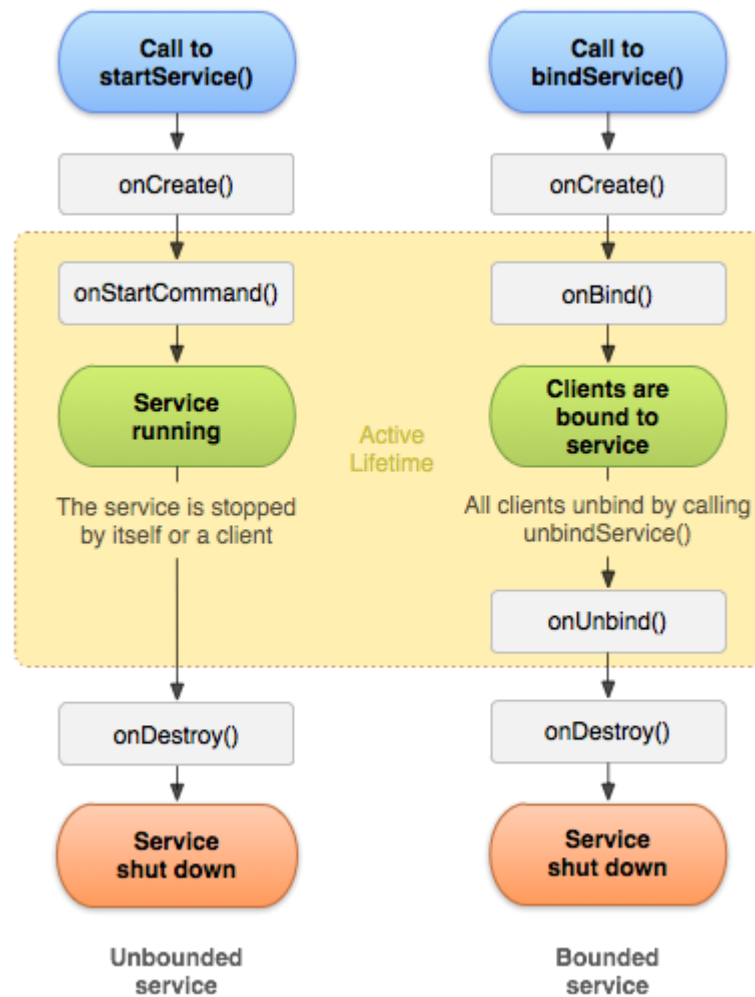 Call to
startService()
onCreate()
onStartCommand()
Service
running
The service is stopped
by itself or a client
onDestroy()
Service
shut down
Unbounded
service
Active
Lifetime
Call to
bindService()
onCreate()
onBind()
Clients are
bound to
service
All clients unbind by calling
unbindService()
onUnbind()
onDestroy()
Service
shut down
Bounded
service